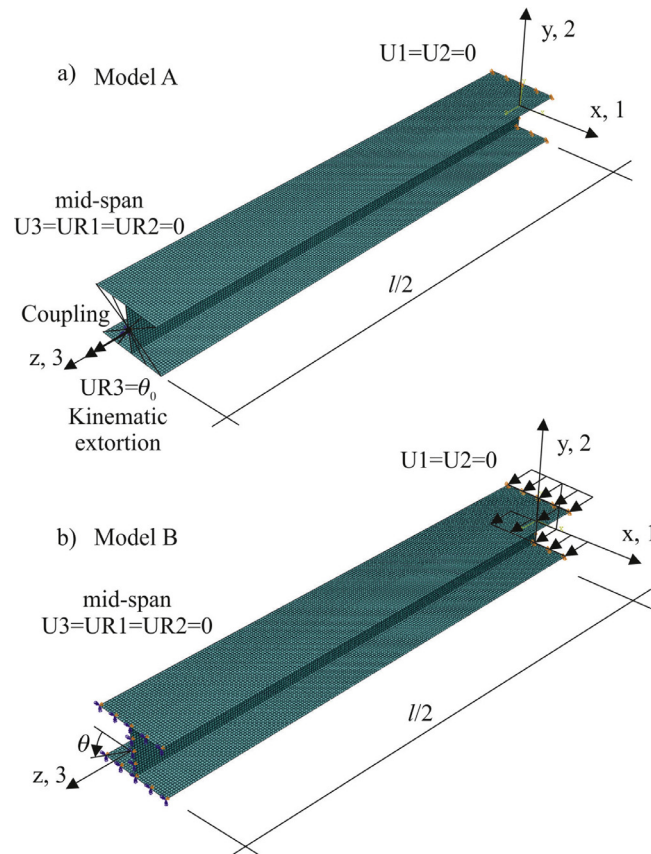 y, 2
U1=U2=0
a) Model A
x, 1
mid-span
U3=UR1=UR2=0
l/2
Coupling
z, 3
UR3=θ₀
Kinematic
extortion
y, 2
U1=U2=0
b) Model B
x, 1
mid-span
U3=UR1=UR2=0
l/2
θ
z, 3